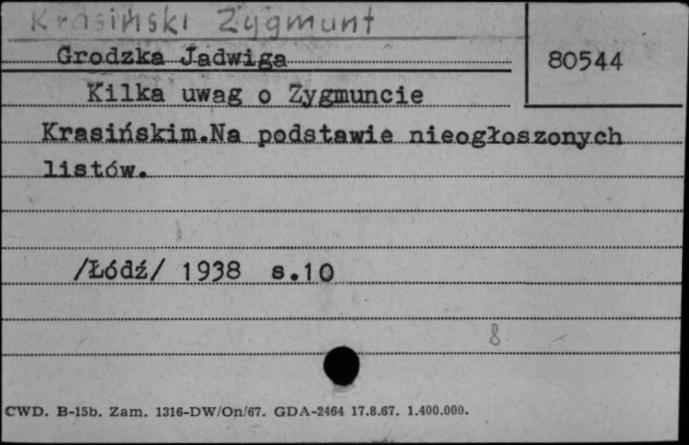 Krasiński Zygmunt
Grodzka Jadwiga
80544
Kilka uwag o Zygmuncie
Krasińskim.Na podstawie nieogłoszonych
listów.
/Łódź/ 1938 s.10
8
CWD. B-15b. Zam. 1316-DW/On/67. GDA-2464 17.8.67. 1.400.000.